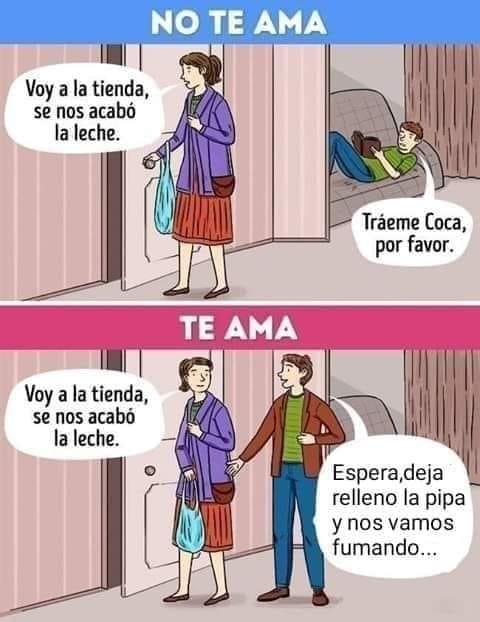 NO TE AMA
Voy a la tienda,
se nos acabó
la leche.
Tráeme Coca,
por favor.
TE AMA
Voy a la tienda,
se nos acabó
la leche.
Espera,deja
relleno la pipa
y nos vamos
fumando...